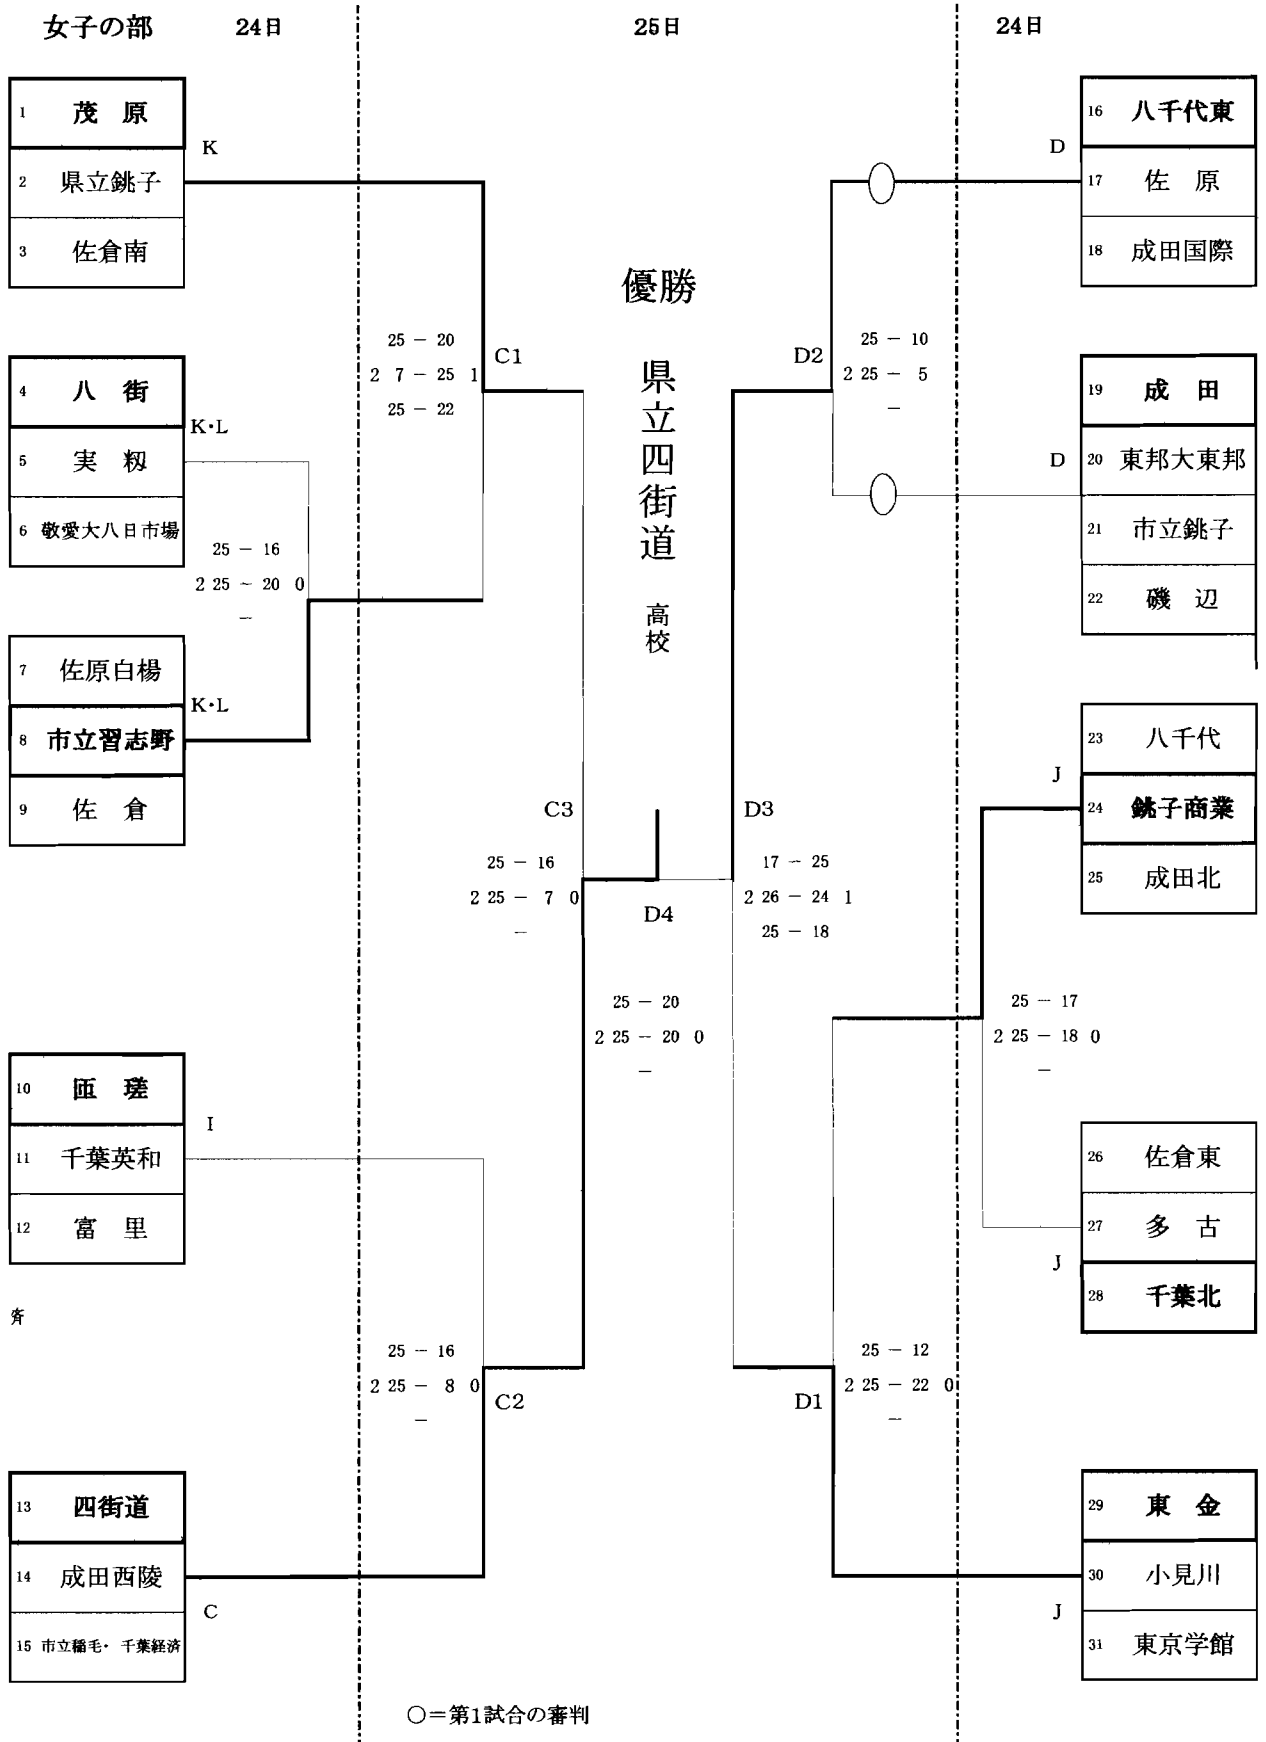 女子の部 24日 25日 24日
1 茂 原
2 県立銚子
3 佐倉南
K
4 八 街
5 実 籾
6 敬愛大八日市場
K・L
25 － 16
2 25 － 20 0
－
7 佐原白楊
8 市立習志野
9 佐 倉
K・L
10 匝 瑳
11 千葉英和
12 富 里
I
13 四街道
14 成田西陵
15 市立稲毛・ 千葉経済
C
25 － 20
2 7 － 25 1
25 － 22
C1
25 － 16
2 25 － 8 0
－
C2
C3
25 － 16
2 25 － 7 0
－
優勝
県立四街道
高校
D4
25 － 20
2 25 － 20 0
－
D2
25 － 10
2 25 － 5
－
D3
17 － 25
2 26 － 24 1
25 － 18
D1
25 － 12
2 25 － 22 0
－
16 八千代東
17 佐 原
18 成田国際
D
19 成 田
20 東邦大東邦
21 市立銚子
22 磯 辺
D
23 八千代
24 銚子商業
25 成田北
J
25 － 17
2 25 － 18 0
－
26 佐倉東
27 多 古
28 千葉北
J
29 東 金
30 小見川
31 東京学館
J
○＝第1試合の審判